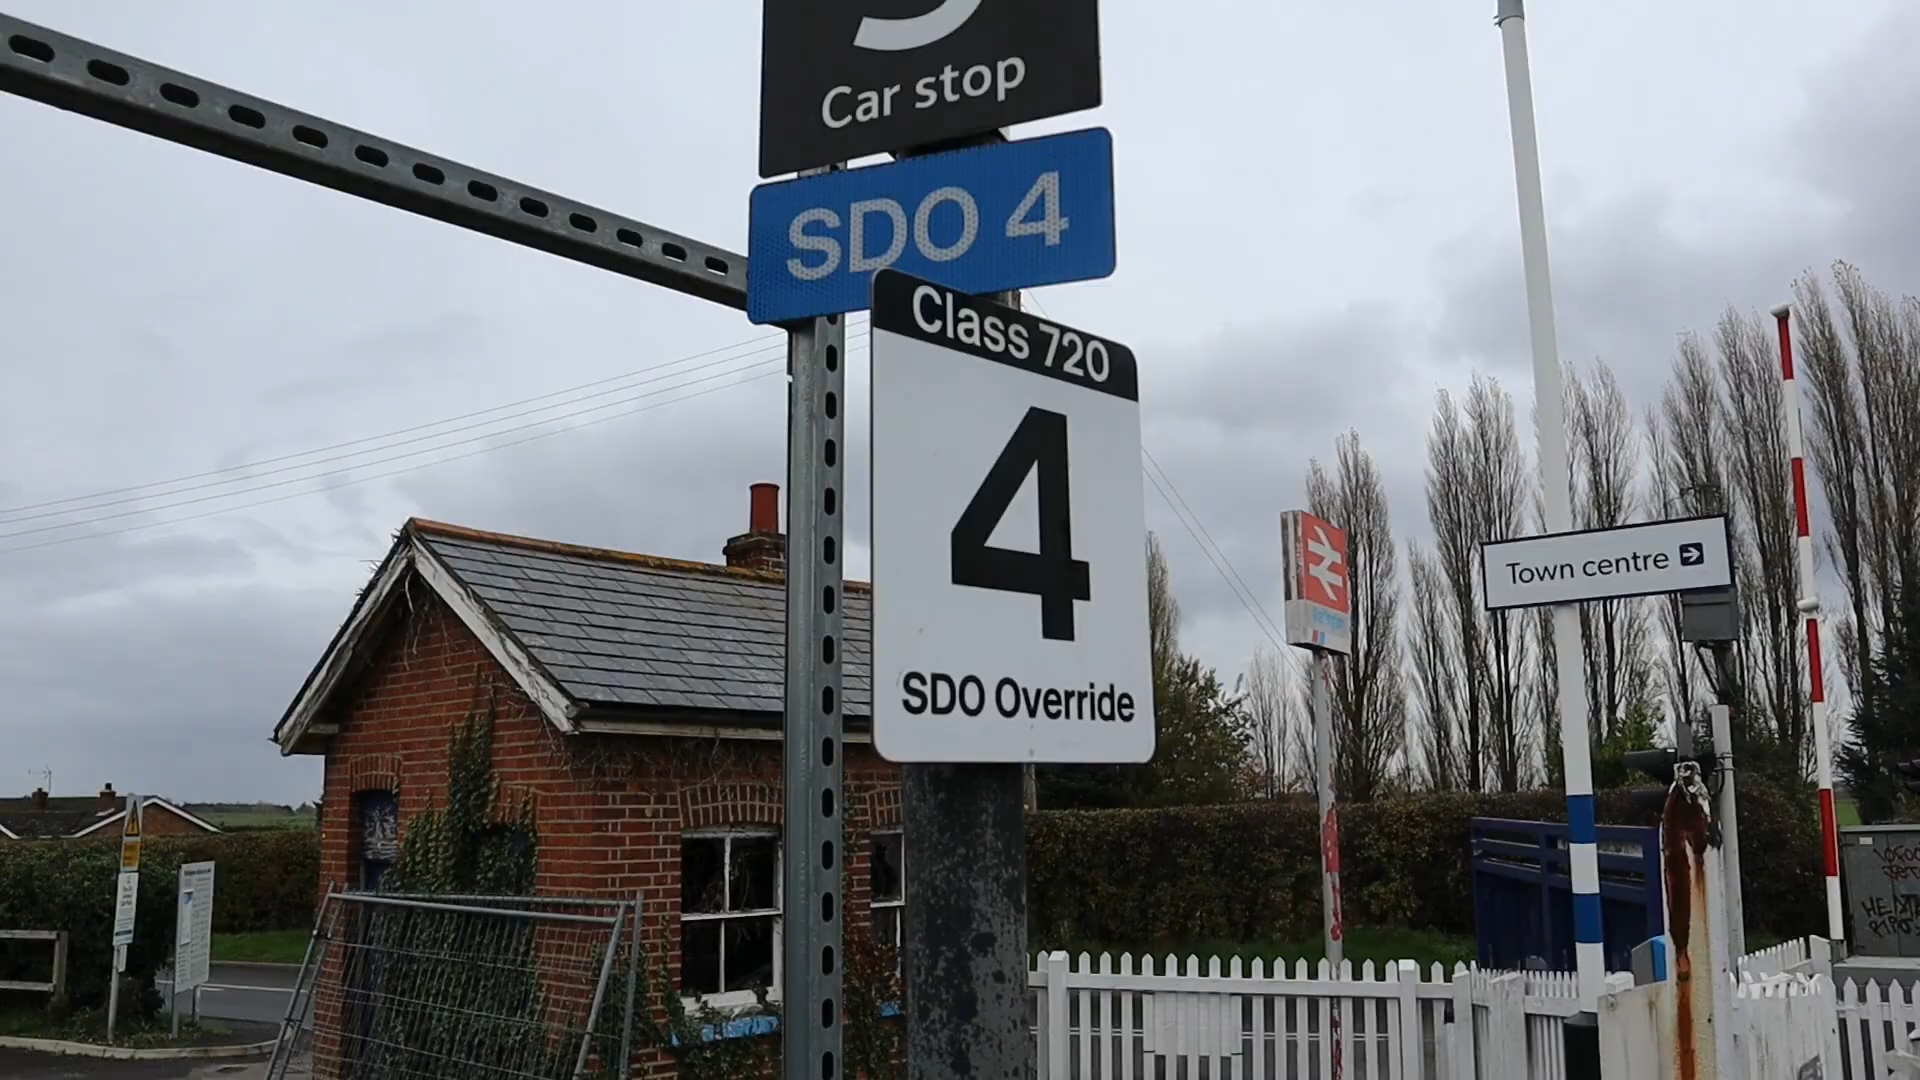 Car stop
SDO 4
Class 720
4
SDO Override
Town centre